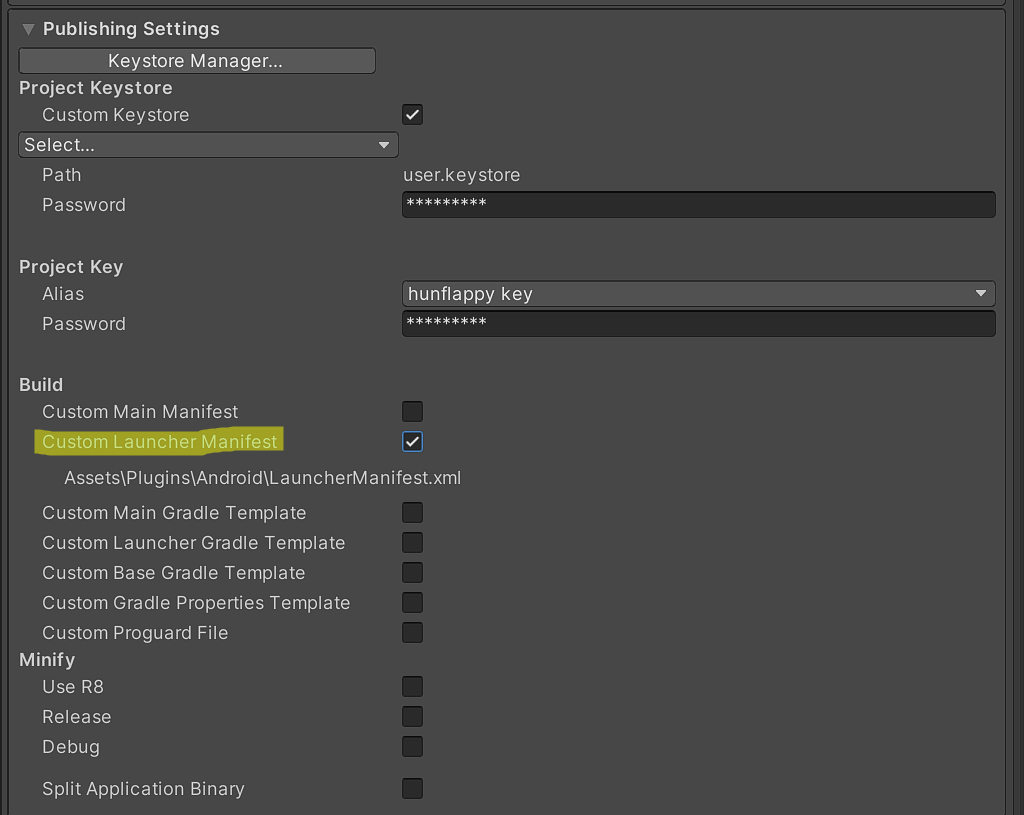 Publishing Settings
Keystore Manager...
Project Keystore
Custom Keystore
Select...
Path user.keystore
Password *********
Project Key
Alias hunflappy key
Password *********
Build
Custom Main Manifest
Custom Launcher Manifest
Assets\Plugins\Android\LauncherManifest.xml
Custom Main Gradle Template
Custom Launcher Gradle Template
Custom Base Gradle Template
Custom Gradle Properties Template
Custom Proguard File
Minify
Use R8
Release
Debug
Split Application Binary